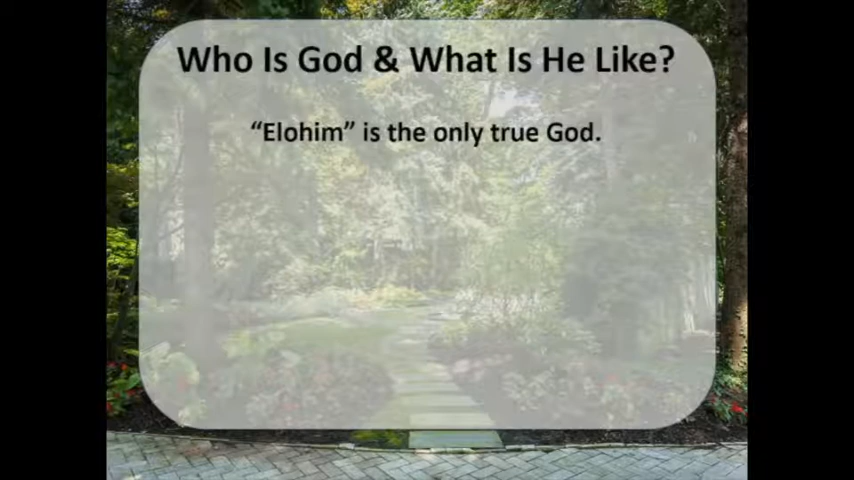 Who Is God & What Is He Like?
“Elohim” is the only true God.